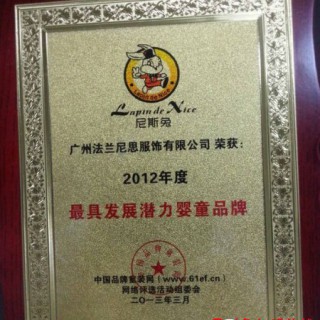 Lapin de Nice
尼斯兔
广州法兰尼思服饰有限公司 荣获:
2012年度
最具发展潜力婴童品牌
中国品牌童装网(www.61ef.cn)
网络评选活动组委会
二〇一三年三月